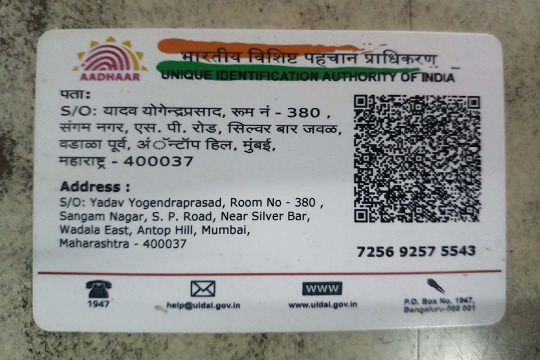 भारतीय विशिष्ट पहचान प्राधिकरण
AADHAAR
UNIQUE IDENTIFICATION AUTHORITY OF INDIA
पता:
S/O: यादव योगेन्द्रप्रसाद, रूम नं - 380 ,
संगम नगर, एस. पी. रोड, सिल्वर बार जवळ,
वडाळा पूर्व, अ‍ॅन्टॉप हिल, मुंबई,
महाराष्ट्र - 400037
Address :
S/O: Yadav Yogendraprasad, Room No - 380 ,
Sangam Nagar, S. P. Road, Near Silver Bar,
Wadala East, Antop Hill, Mumbai,
Maharashtra - 400037
7256 9257 5543
1947
help@uidai.gov.in
WWW
www.uidai.gov.in
P.O. Box No. 1947,
Bengaluru-560 001